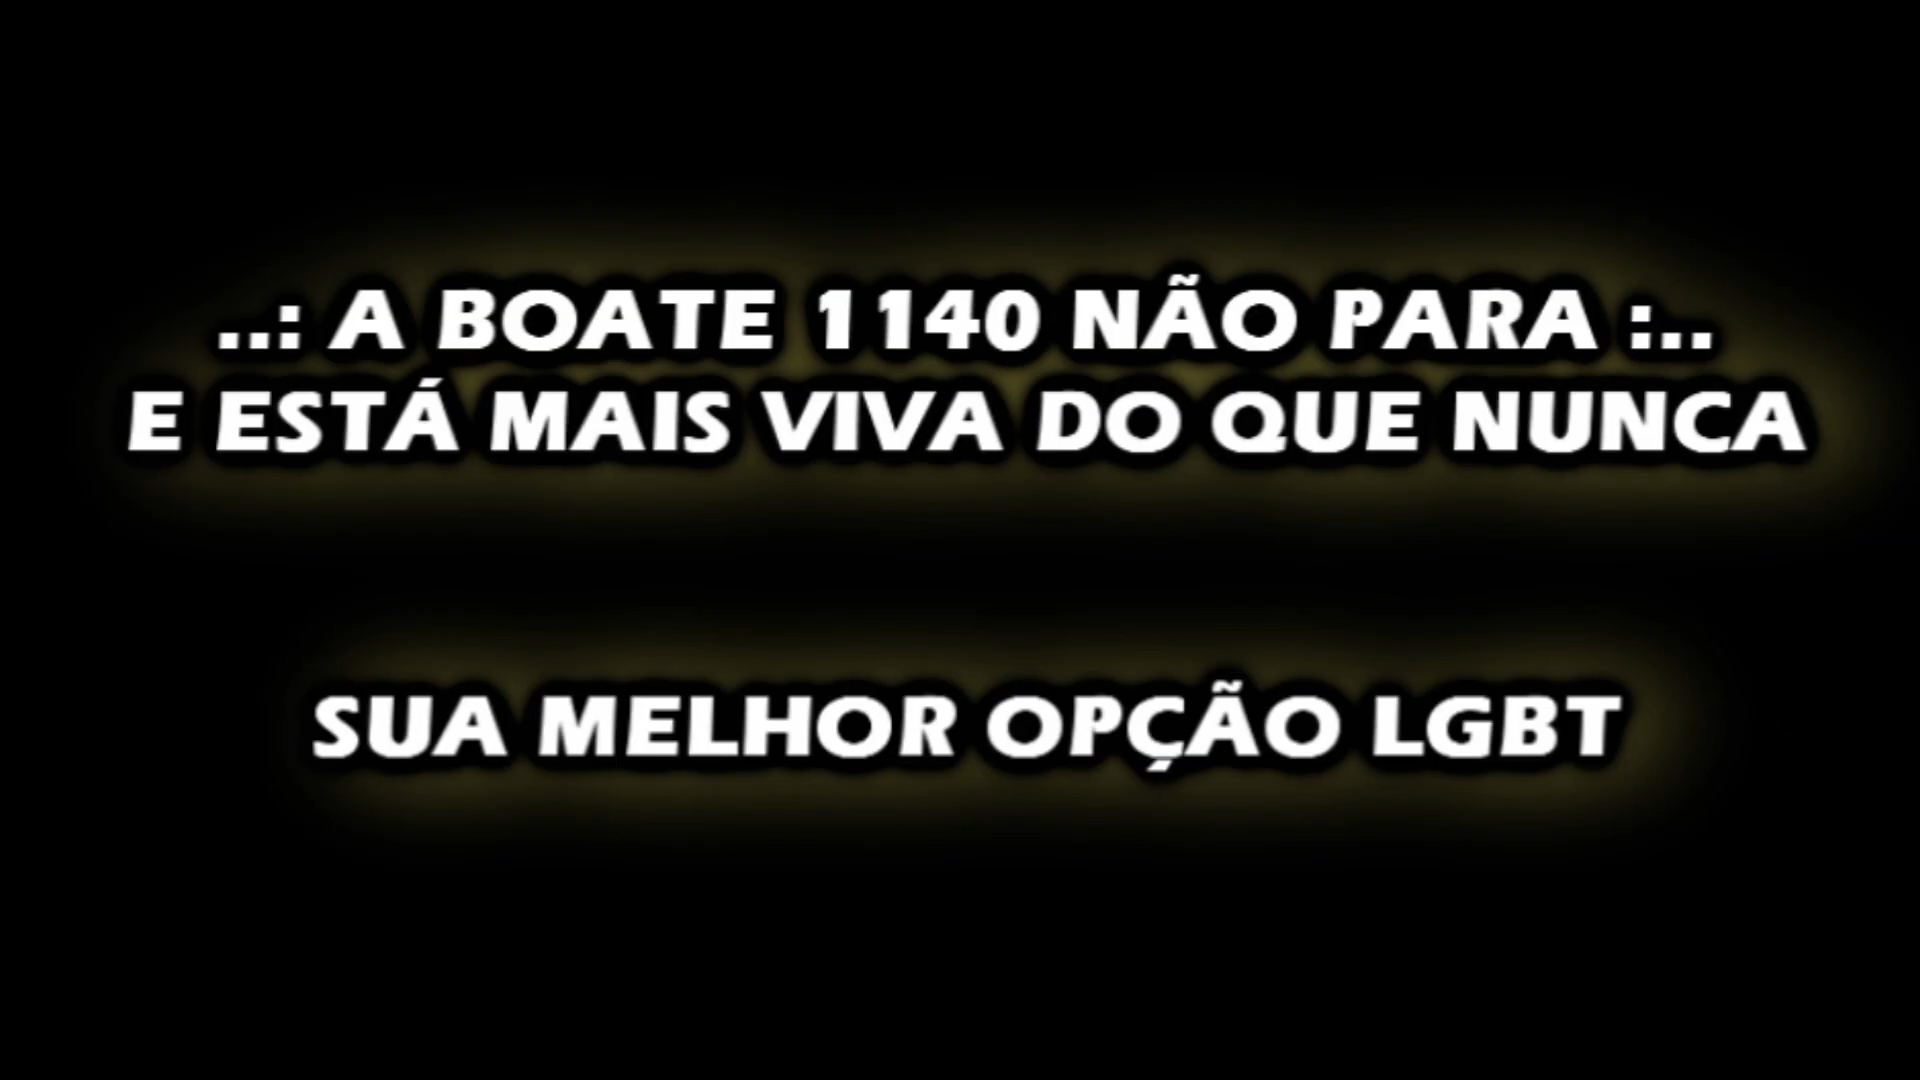 ..: A BOATE 1140 NÃO PARA :..
E ESTÁ MAIS VIVA DO QUE NUNCA
SUA MELHOR OPÇÃO LGBT